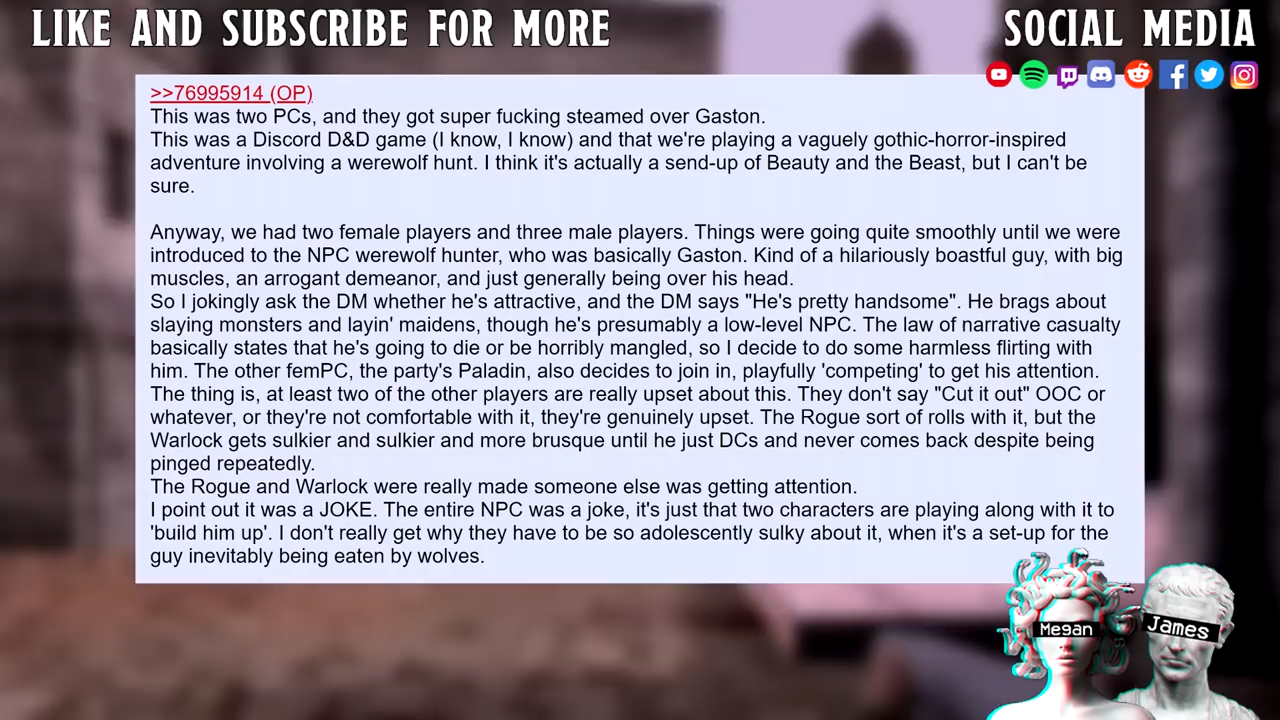 LIKE AND SUBSCRIBE FOR MORE
SOCIAL MEDIA
>>76995914 (OP)
This was two PCs, and they got super fucking steamed over Gaston.
This was a Discord D&D game (I know, I know) and that we're playing a vaguely gothic-horror-inspired
adventure involving a werewolf hunt. I think it's actually a send-up of Beauty and the Beast, but I can't be
sure.
Anyway, we had two female players and three male players. Things were going quite smoothly until we were
introduced to the NPC werewolf hunter, who was basically Gaston. Kind of a hilariously boastful guy, with big
muscles, an arrogant demeanor, and just generally being over his head.
So I jokingly ask the DM whether he's attractive, and the DM says "He's pretty handsome". He brags about
slaying monsters and layin' maidens, though he's presumably a low-level NPC. The law of narrative casualty
basically states that he's going to die or be horribly mangled, so I decide to do some harmless flirting with
him. The other femPC, the party's Paladin, also decides to join in, playfully 'competing' to get his attention.
The thing is, at least two of the other players are really upset about this. They don't say "Cut it out" OOC or
whatever, or they're not comfortable with it, they're genuinely upset. The Rogue sort of rolls with it, but the
Warlock gets sulkier and sulkier and more brusque until he just DCs and never comes back despite being
pinged repeatedly.
The Rogue and Warlock were really made someone else was getting attention.
I point out it was a JOKE. The entire NPC was a joke, it's just that two characters are playing along with it to
'build him up'. I don't really get why they have to be so adolescently sulky about it, when it's a set-up for the
guy inevitably being eaten by wolves.
Megan
James